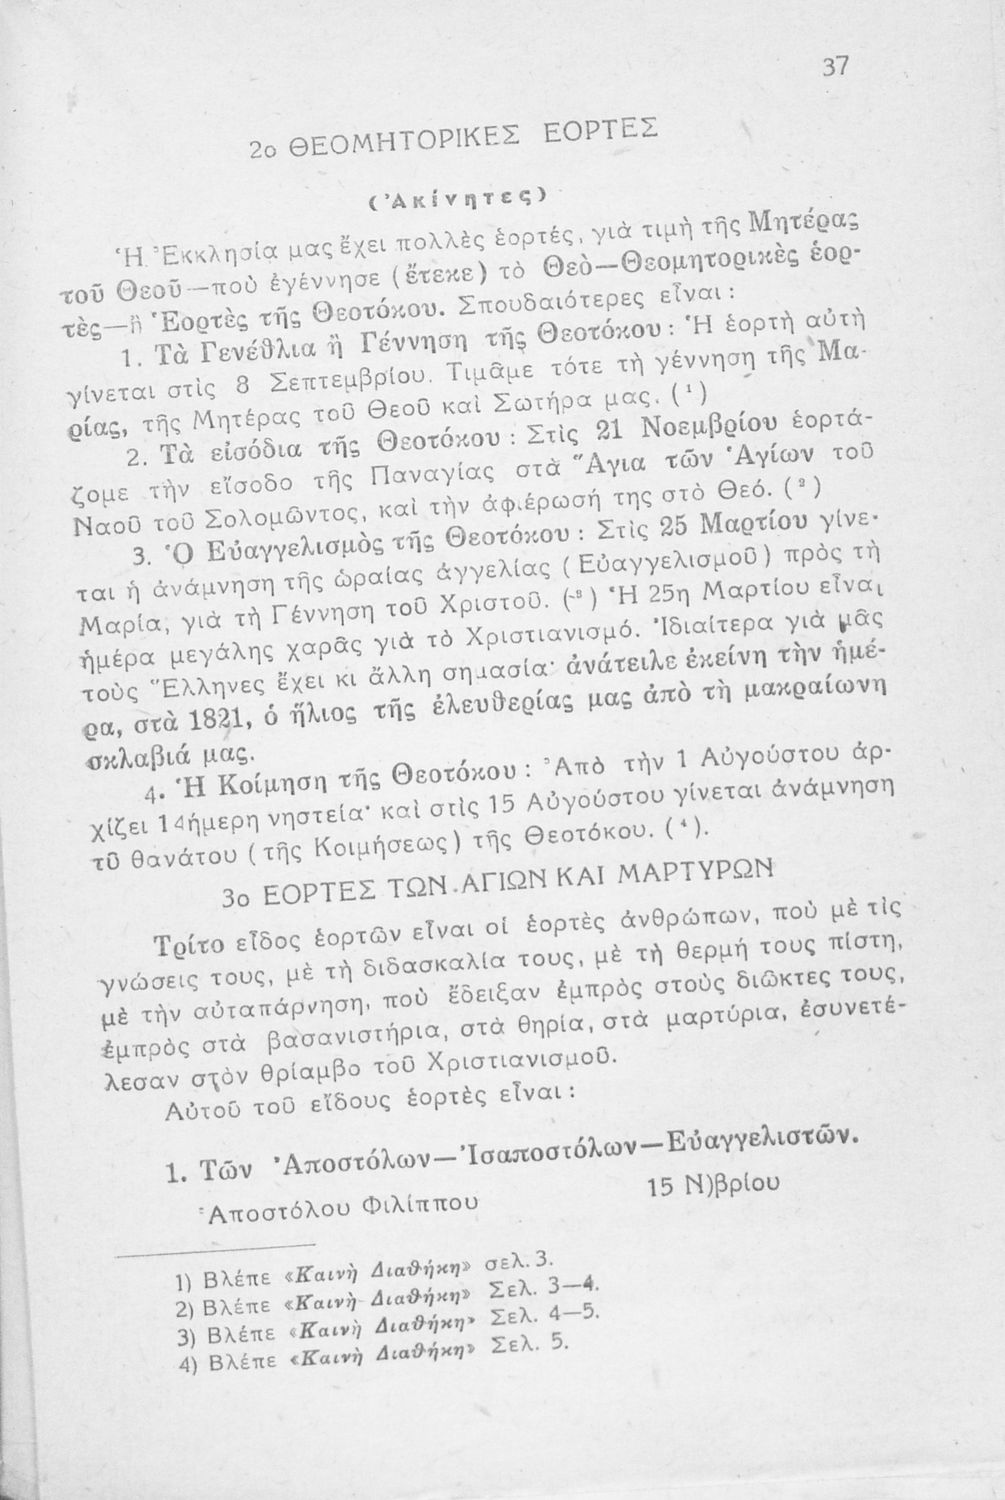 37
2ο ΘΕΟΜΗΤΟΡΙΚΕΣ ΕΟΡΤΕΣ
(Ἀκίνητες)
Ἡ Ἐκκλησία μας ἔχει πολλὲς ἑορτές, γιὰ τιμὴ τῆς Μητέρας
τοῦ Θεοῦ—ποὺ ἐγέννησε (ἔτεκε) τὸ Θεὸ—Θεομητορικὲς ἑορ-
τὲς—ἢ Ἑορτὲς τῆς Θεοτόκου. Σπουδαιότερες εἶναι:
1. Τὰ Γενέθλια ἢ Γέννηση τῆς Θεοτόκου: Ἡ ἑορτὴ αὐτὴ
γίνεται στὶς 8 Σεπτεμβρίου. Τιμᾶμε τότε τὴ γέννηση τῆς Μα-
ρίας, τῆς Μητέρας τοῦ Θεοῦ καὶ Σωτήρα μας. (¹)
2. Τὰ εἰσόδια τῆς Θεοτόκου: Στὶς 21 Νοεμβρίου ἑορτά-
ζομε τὴν εἴσοδο τῆς Παναγίας στὰ Ἅγια τῶν Ἁγίων τοῦ
Ναοῦ τοῦ Σολομῶντος, καὶ τὴν ἀφιέρωσή της στὸ Θεό. (²)
3. Ὁ Εὐαγγελισμὸς τῆς Θεοτόκου: Στὶς 25 Μαρτίου γίνε-
ται ἡ ἀνάμνηση τῆς ὡραίας ἀγγελίας (Εὐαγγελισμοῦ) πρὸς τὴ
Μαρία, γιὰ τὴ Γέννηση τοῦ Χριστοῦ. (³) Ἡ 25η Μαρτίου εἶναι
ἡμέρα μεγάλης χαρᾶς γιὰ τὸ Χριστιανισμό. Ἰδιαίτερα γιὰ μᾶς
τοὺς Ἕλληνες ἔχει κι ἄλλη σημασία· ἀνάτειλε ἐκείνη τὴν ἡμέ-
ρα, στὰ 1821, ὁ ἥλιος τῆς ἐλευθερίας μας ἀπὸ τὴ μακραίωνη
σκλαβιά μας.
4. Ἡ Κοίμηση τῆς Θεοτόκου: Ἀπὸ τὴν 1 Αὐγούστου ἀρ-
χίζει 14ήμερη νηστεία· καὶ στὶς 15 Αὐγούστου γίνεται ἀνάμνηση
τῦ θανάτου (τῆς Κοιμήσεως) τῆς Θεοτόκου. (⁴).
3ο ΕΟΡΤΕΣ ΤΩΝ ΑΓΙΩΝ ΚΑΙ ΜΑΡΤΥΡΩΝ
Τρίτο εἶδος ἑορτῶν εἶναι οἱ ἑορτὲς ἀνθρώπων, ποὺ μὲ τὶς
γνώσεις τους, μὲ τὴ διδασκαλία τους, μὲ τὴ θερμή τους πίστη,
μὲ τὴν αὐταπάρνηση, ποὺ ἔδειξαν ἐμπρὸς στοὺς διῶκτες τους,
ἐμπρὸς στὰ βασανιστήρια, στὰ θηρία, στὰ μαρτύρια, ἐσυνετέ-
λεσαν στὸν θρίαμβο τοῦ Χριστιανισμοῦ.
Αὐτοῦ τοῦ εἴδους ἑορτὲς εἶναι:
1. Τῶν Ἀποστόλων—Ἰσαποστόλων—Εὐαγγελιστῶν.
Ἀποστόλου Φιλίππου 15 Ν)βρίου
1) Βλέπε «Καινὴ Διαθήκη» σελ. 3.
2) Βλέπε «Καινὴ Διαθήκη» Σελ. 3—4.
3) Βλέπε «Καινὴ Διαθήκη» Σελ. 4—5.
4) Βλέπε «Καινὴ Διαθήκη» Σελ. 5.